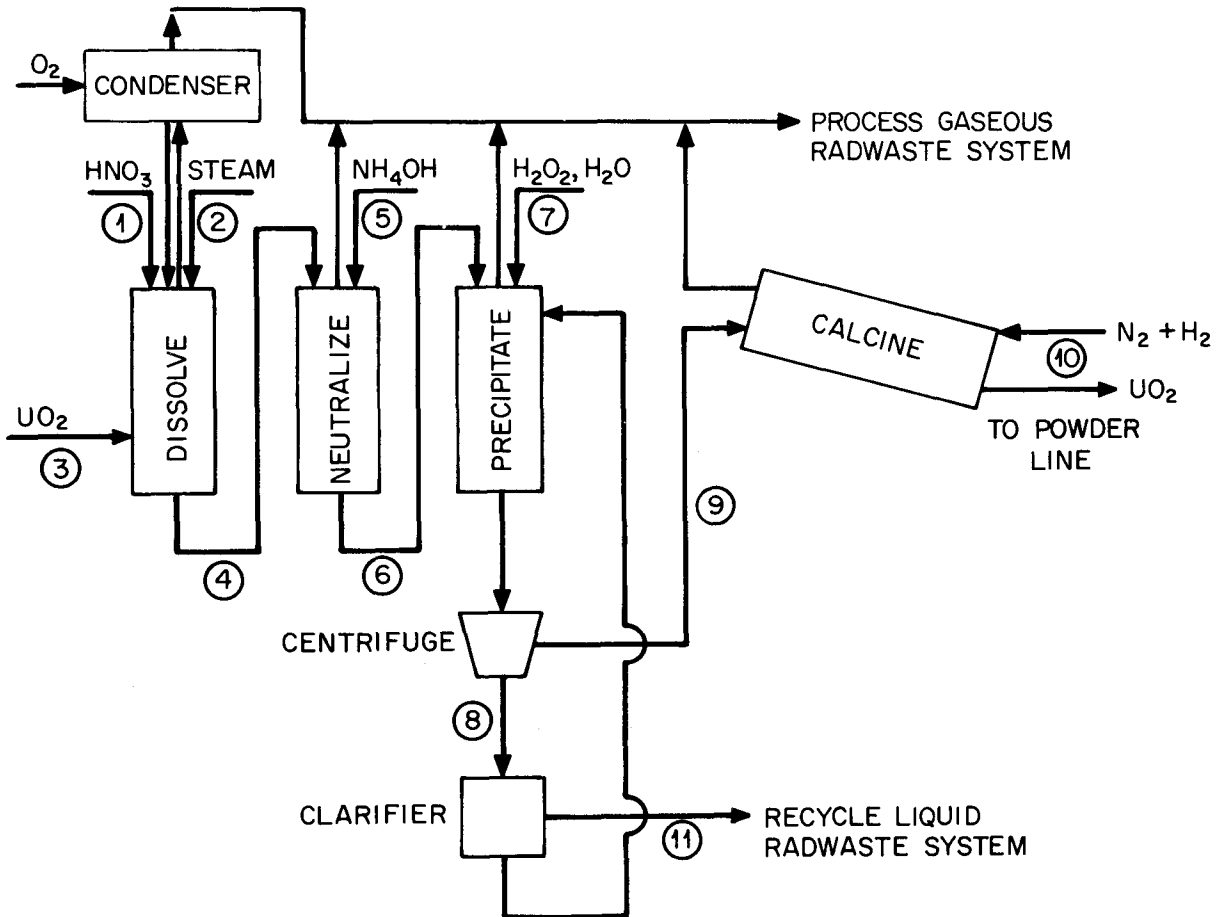 O₂
CONDENSER
PROCESS GASEOUS
RADWASTE SYSTEM
HNO₃
STEAM
NH₄OH
H₂O₂, H₂O
1
2
5
7
DISSOLVE
NEUTRALIZE
PRECIPITATE
CALCINE
N₂ + H₂
10
UO₂
TO POWDER
LINE
UO₂
3
4
6
9
CENTRIFUGE
8
CLARIFIER
11
RECYCLE LIQUID
RADWASTE SYSTEM